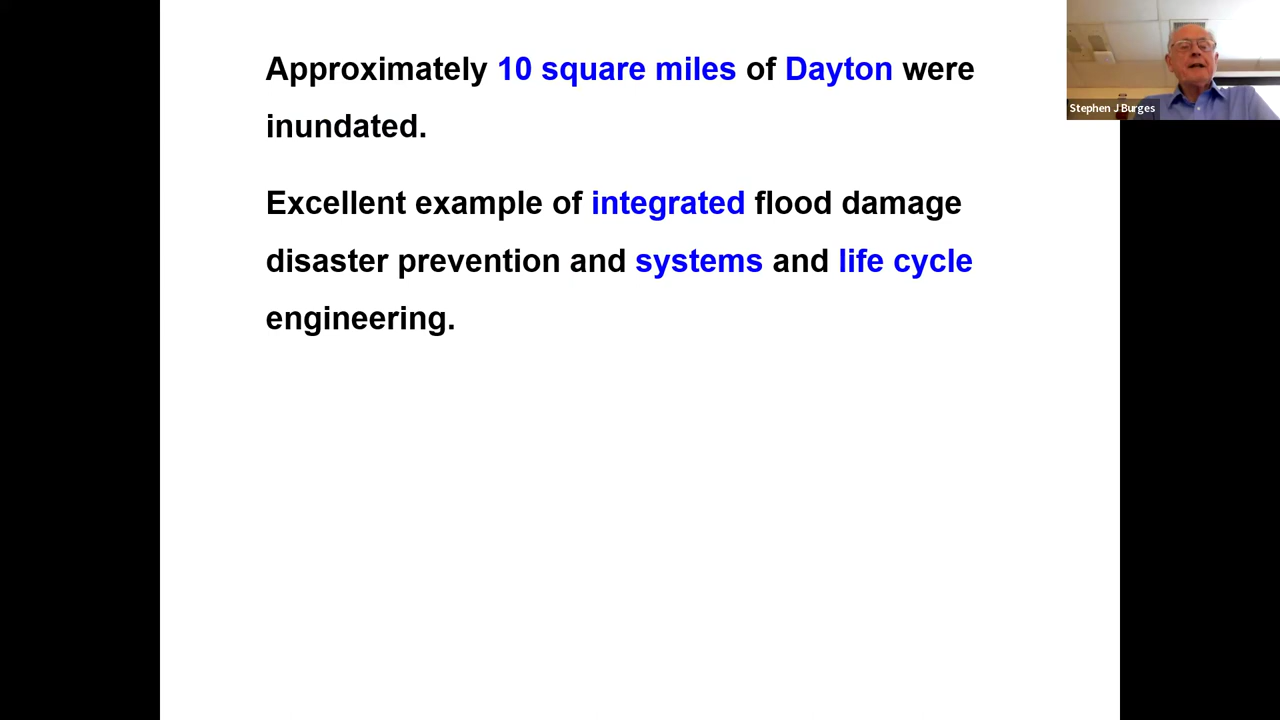 Approximately 10 square miles of Dayton were
inundated.
Excellent example of integrated flood damage
disaster prevention and systems and life cycle
engineering.
Stephen J Burges